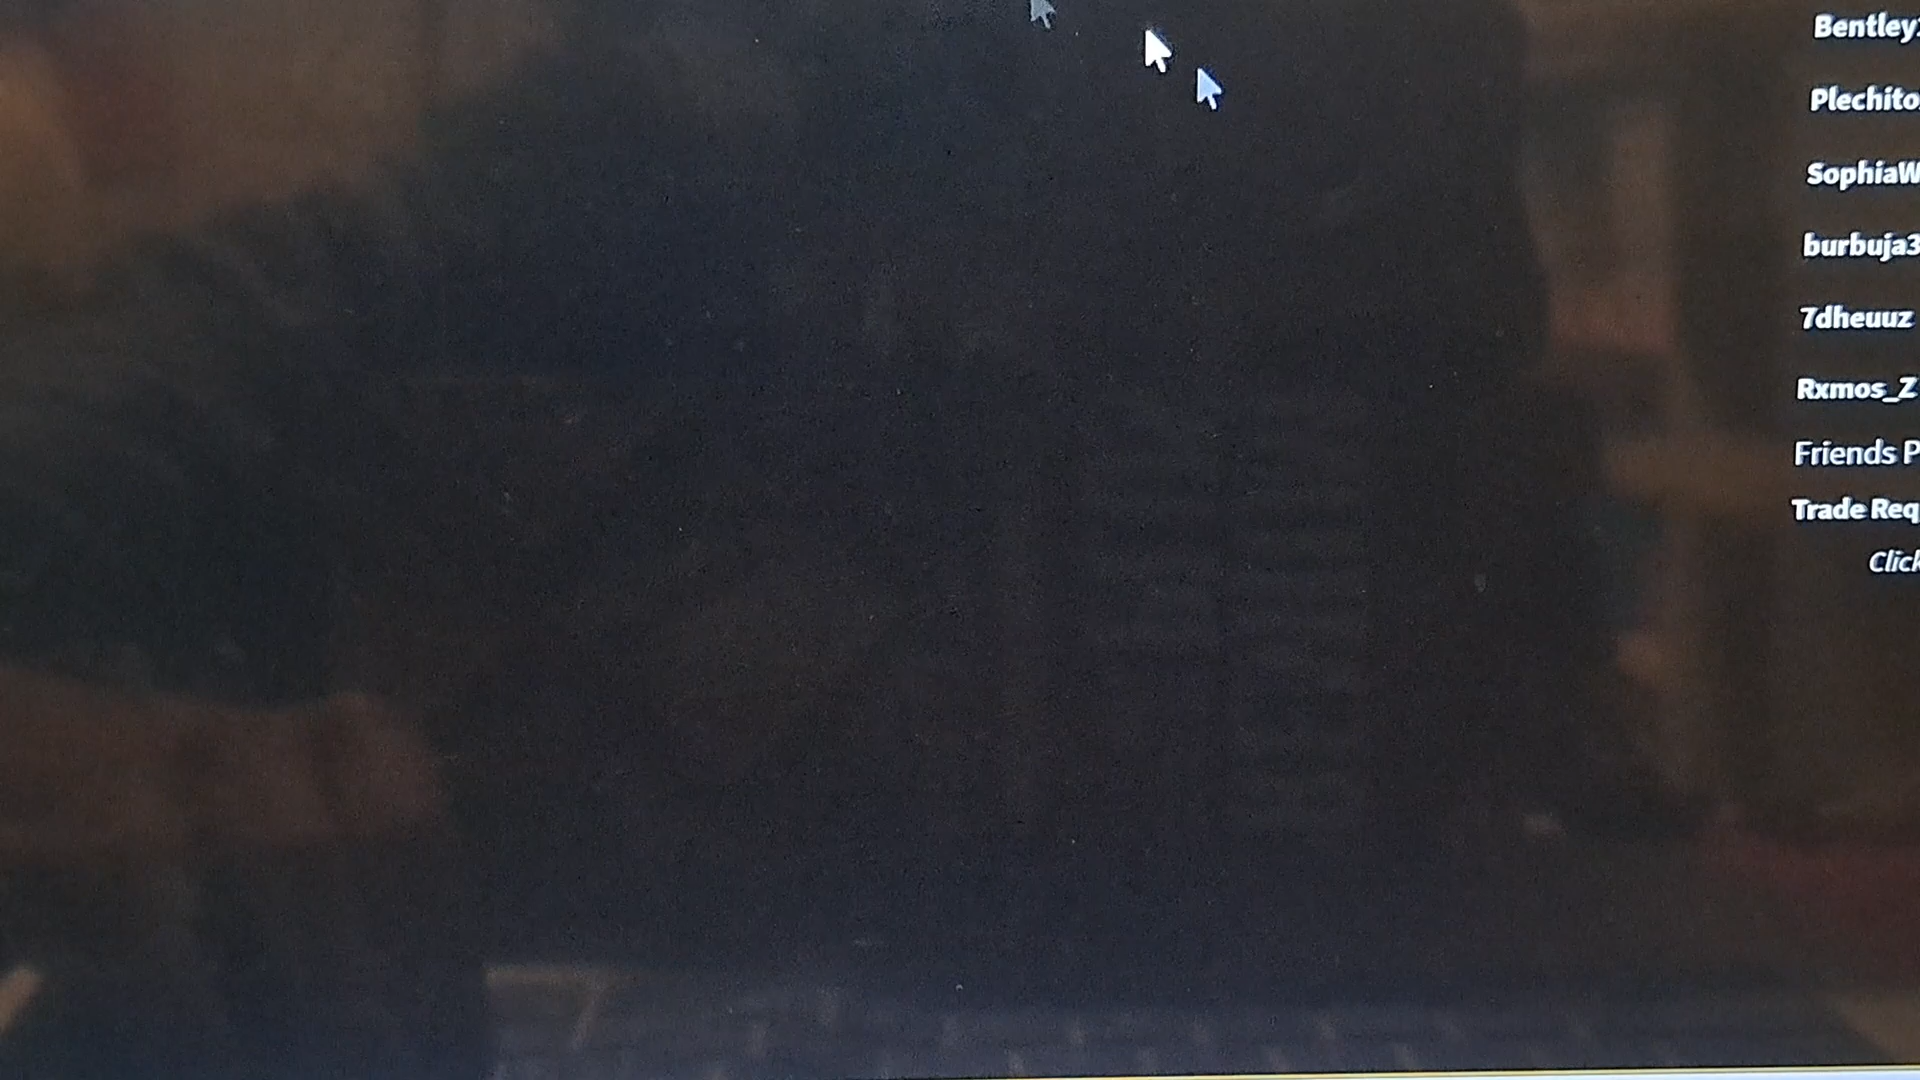 Bentley
Plechito
SophiaW
burbuja3
7dheuuz
Rxmos_Z
Friends P
Trade Req
Click